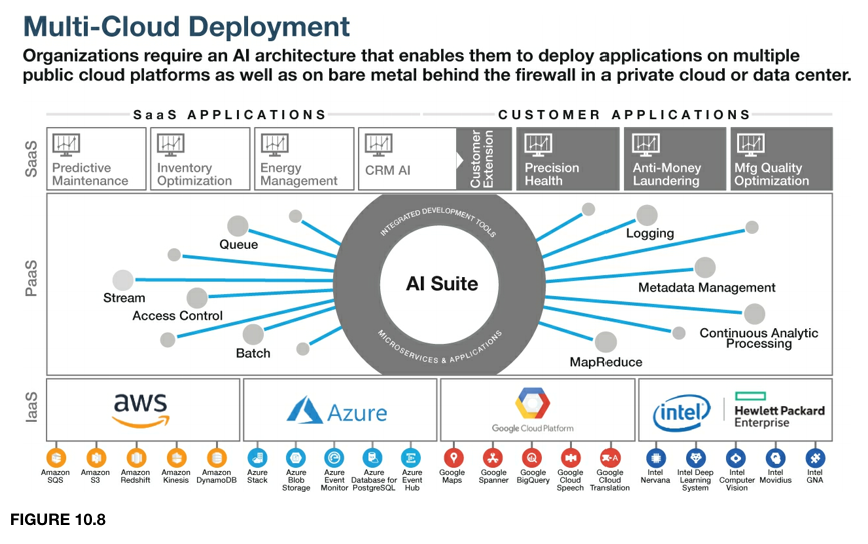 Multi-Cloud Deployment
Organizations require an AI architecture that enables them to deploy applications on multiple
public cloud platforms as well as on bare metal behind the firewall in a private cloud or data center.
SaaS APPLICATIONS
CUSTOMER APPLICATIONS
SaaS
Predictive
Maintenance
Inventory
Optimization
Energy
Management
CRM AI
Customer
Extension
Precision
Health
Anti-Money
Laundering
Mfg Quality
Optimization
PaaS
Queue
Stream
Access Control
Batch
INTEGRATED DEVELOPMENT TOOLS
AI Suite
MICROSERVICES & APPLICATIONS
Logging
Metadata Management
Continuous Analytic
Processing
MapReduce
IaaS
aws
Azure
Google Cloud Platform
intel
Hewlett Packard
Enterprise
Amazon
SQS
Amazon
S3
Amazon
Redshift
Amazon
Kinesis
Amazon
DynamoDB
Azure
Stack
Azure
Blob
Storage
Azure
Event
Monitor
Azure
Database for
PostgreSQL
Azure
Event
Hub
Google
Maps
Google
Spanner
Google
BigQuery
Google
Cloud
Speech
Google
Cloud
Translation
Intel
Nervana
Intel Deep
Learning
System
Intel
Computer
Vision
Intel
Movidius
Intel
GNA
FIGURE 10.8